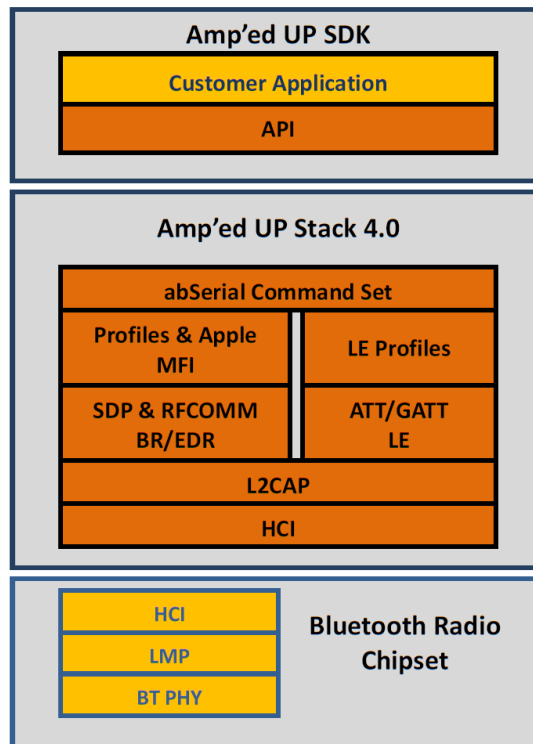 Amp’ed UP SDK
Customer Application
API
Amp’ed UP Stack 4.0
abSerial Command Set
Profiles & Apple
MFI
LE Profiles
SDP & RFCOMM
BR/EDR
ATT/GATT
LE
L2CAP
HCI
HCI
LMP
BT PHY
Bluetooth Radio
Chipset